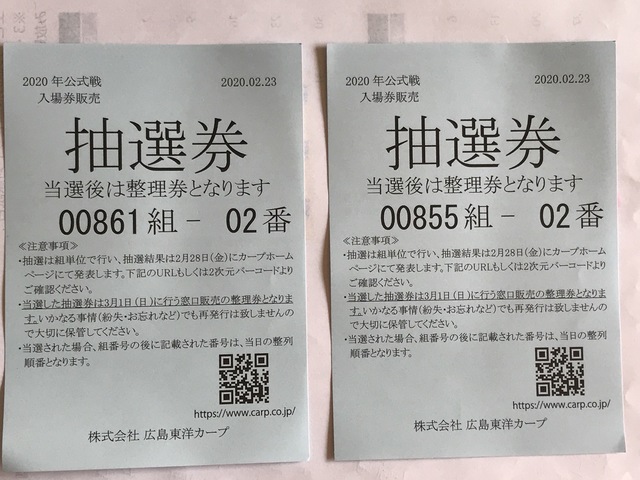 2020年公式戦 2020.02.23
入場券販売
抽選券
当選後は整理券となります
00861組 - 02番
≪注意事項≫
・抽選は組単位で行い、抽選結果は2月28日(金)にカープホーム
ページにて発表します。下記のURLもしくは2次元バーコードより
ご確認ください。
・当選した抽選券は3月1日(日)に行う窓口販売の整理券となりま
す。いかなる事情(紛失・お忘れなど)でも再発行は致しませんの
で大切に保管してください。
・当選された場合、組番号の後に記載された番号は、当日の整列
順番となります。
https://www.carp.co.jp/
株式会社 広島東洋カープ
2020年公式戦 2020.02.23
入場券販売
抽選券
当選後は整理券となります
00855組 - 02番
≪注意事項≫
・抽選は組単位で行い、抽選結果は2月28日(金)にカープホーム
ページにて発表します。下記のURLもしくは2次元バーコードより
ご確認ください。
・当選した抽選券は3月1日(日)に行う窓口販売の整理券となりま
す。いかなる事情(紛失・お忘れなど)でも再発行は致しませんの
で大切に保管してください。
・当選された場合、組番号の後に記載された番号は、当日の整列
順番となります。
https://www.carp.co.jp/
株式会社 広島東洋カープ